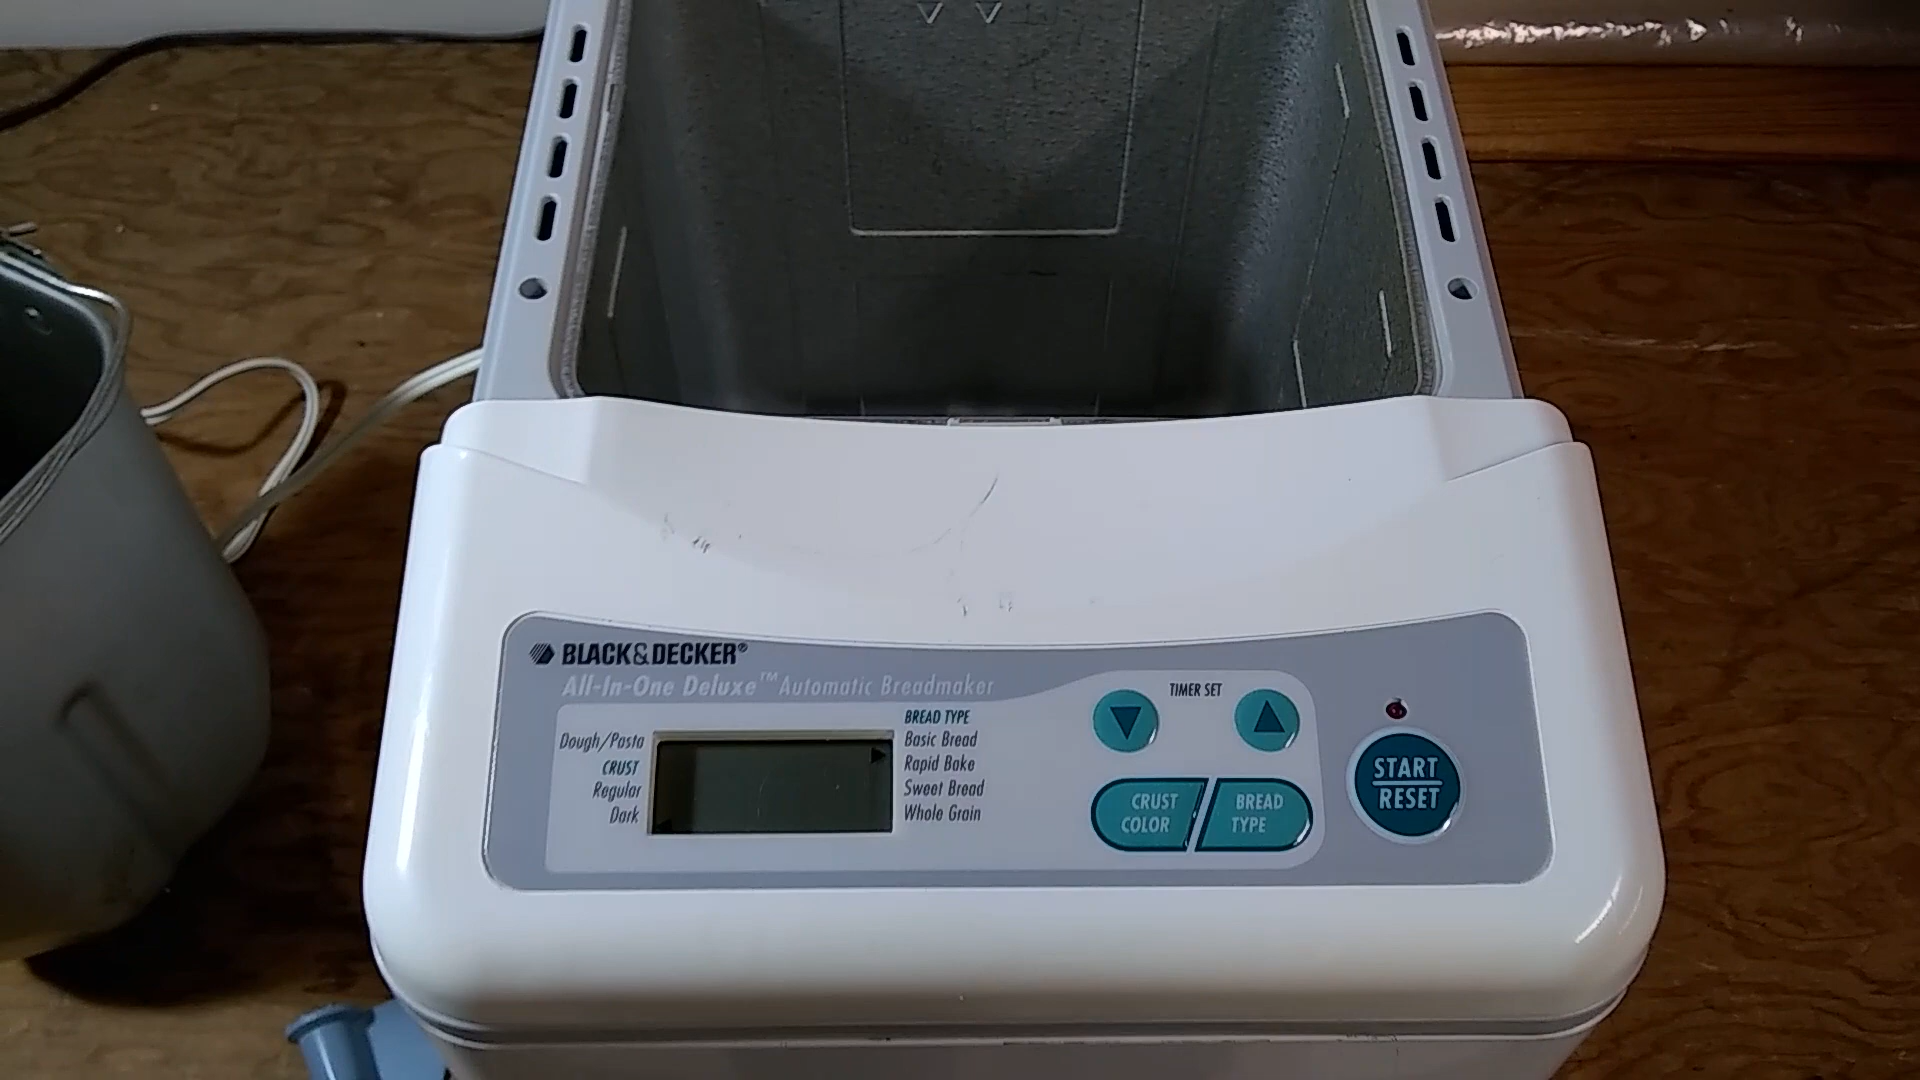 BLACK&DECKER®
All-In-One Deluxe™ Automatic Breadmaker
Dough/Pasta
CRUST
Regular
Dark
BREAD TYPE
Basic Bread
Rapid Bake
Sweet Bread
Whole Grain
TIMER SET
CRUST
COLOR
BREAD
TYPE
START
RESET